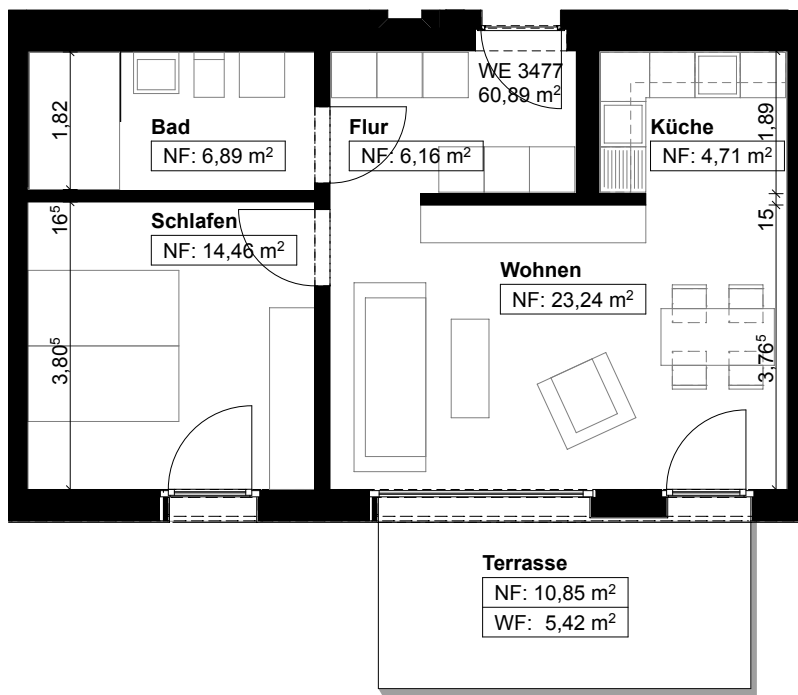 WE 3477
60,89 m²
1,82
Bad
NF: 6,89 m²
Flur
NF: 6,16 m²
Küche
NF: 4,71 m²
1,89
16⁵
Schlafen
NF: 14,46 m²
15
Wohnen
NF: 23,24 m²
3,80⁵
3,76⁵
Terrasse
NF: 10,85 m²
WF: 5,42 m²